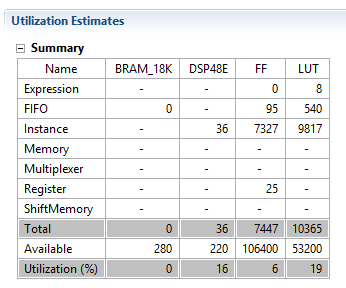 Utilization Estimates
Summary
Name BRAM_18K DSP48E FF LUT
Expression - - 0 8
FIFO 0 - 95 540
Instance - 36 7327 9817
Memory - - - -
Multiplexer - - - -
Register - - 25 -
ShiftMemory - - - -
Total 0 36 7447 10365
Available 280 220 106400 53200
Utilization (%) 0 16 6 19